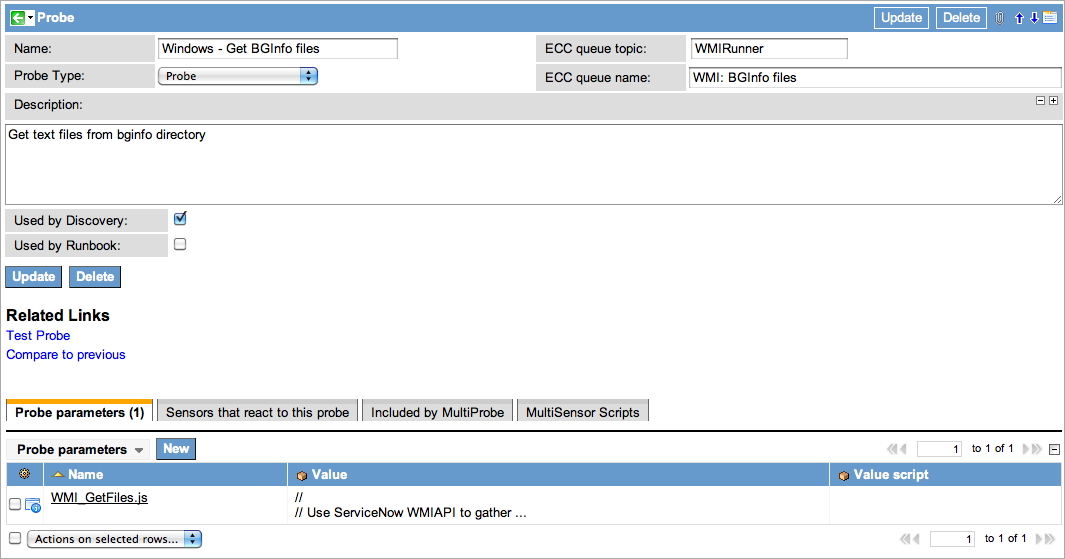 Probe Update Delete
Name: Windows - Get BGInfo files ECC queue topic: WMIRunner
Probe Type: Probe ECC queue name: WMI: BGInfo files
Description:
Get text files from bginfo directory
Used by Discovery:
Used by Runbook:
Update Delete
Related Links
Test Probe
Compare to previous
Probe parameters (1) Sensors that react to this probe Included by MultiProbe MultiSensor Scripts
Probe parameters New 1 to 1 of 1
Name Value Value script
WMI_GetFiles.js //
// Use ServiceNow WMIAPI to gather ...
Actions on selected rows... 1 to 1 of 1